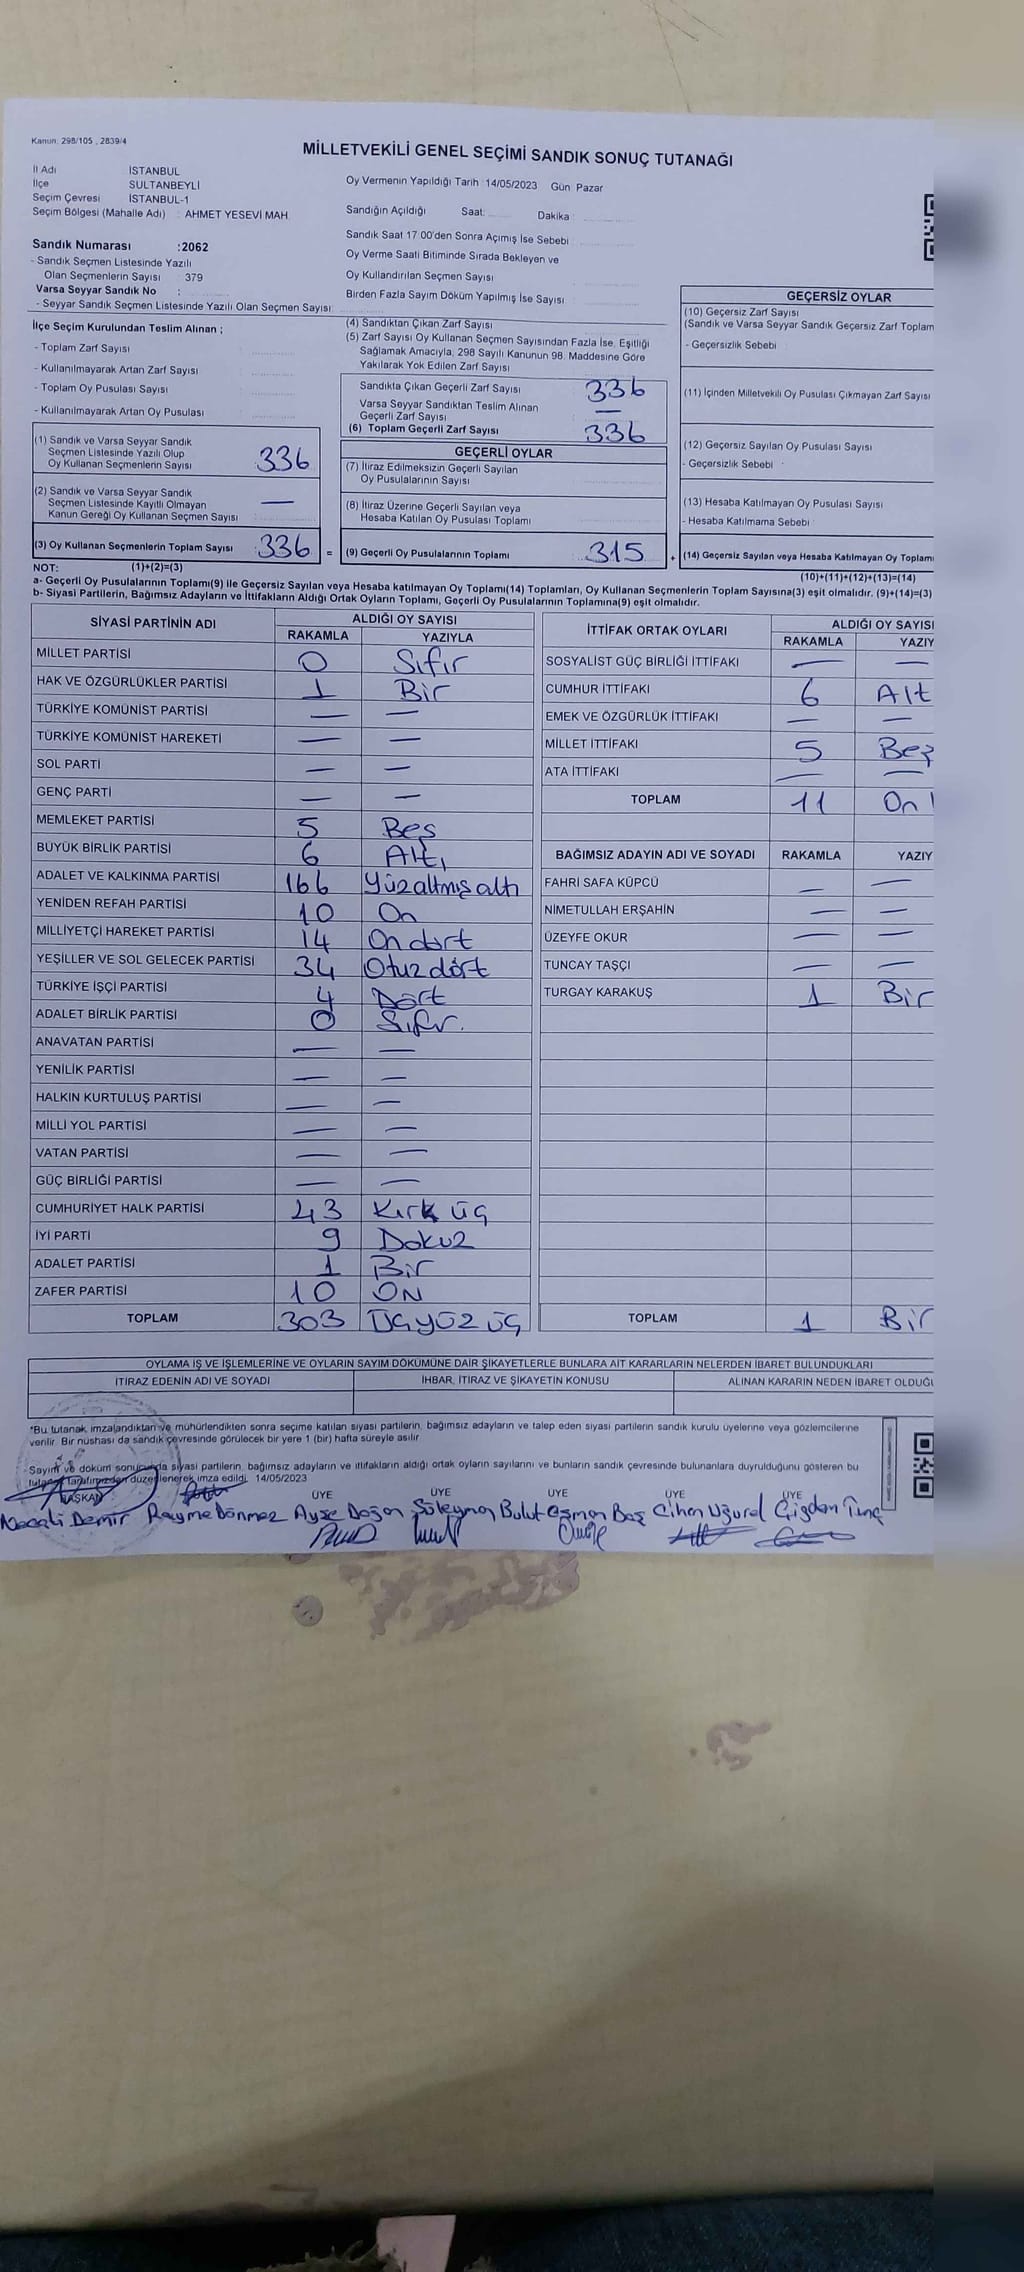 Kanun: 298/105 , 2839/4
MİLLETVEKİLİ GENEL SEÇİMİ SANDIK SONUÇ TUTANAĞI
İl Adı İSTANBUL
İlçe SULTANBEYLİ
Seçim Çevresi İSTANBUL-1
Seçim Bölgesi (Mahalle Adı) : AHMET YESEVİ MAH.
Oy Vermenin Yapıldığı Tarih :14/05/2023 Gün Pazar
Sandığın Açıldığı Saat: Dakika :
Sandık Saat 17 00'den Sonra Açımış İse Sebebi
Oy Verme Saati Bitiminde Sırada Bekleyen ve
Oy Kullandırılan Seçmen Sayısı
Birden Fazla Sayım Döküm Yapılmış İse Sayısı
Sandık Numarası :2062
- Sandık Seçmen Listesinde Yazılı
Olan Seçmenlerin Sayısı : 379
Varsa Seyyar Sandık No :
- Seyyar Sandık Seçmen Listesinde Yazılı Olan Seçmen Sayısı
İlçe Seçim Kurulundan Teslim Alınan ;
- Toplam Zarf Sayısı
- Kullanılmayarak Artan Zarf Sayısı
- Toplam Oy Pusulası Sayısı
- Kullanılmayarak Artan Oy Pusulası
(1) Sandık ve Varsa Seyyar Sandık
Seçmen Listesinde Yazılı Olup
Oy Kullanan Seçmenlerin Sayısı 336
(2) Sandık ve Varsa Seyyar Sandık
Seçmen Listesinde Kayıtlı Olmayan
Kanun Gereği Oy Kullanan Seçmen Sayısı —
(3) Oy Kullanan Seçmenlerin Toplam Sayısı 336 =
(4) Sandıktan Çıkan Zarf Sayısı
(5) Zarf Sayısı Oy Kullanan Seçmen Sayısından Fazla İse, Eşitliği
Sağlamak Amacıyla, 298 Sayılı Kanunun 98. Maddesine Göre
Yakılarak Yok Edilen Zarf Sayısı
Sandıkta Çıkan Geçerli Zarf Sayısı 336
Varsa Seyyar Sandıktan Teslim Alınan
Geçerli Zarf Sayısı —
(6) Toplam Geçerli Zarf Sayısı 336
GEÇERLİ OYLAR
(7) İtiraz Edilmeksizin Geçerli Sayılan
Oy Pusulalarının Sayısı
(8) İtiraz Üzerine Geçerli Sayılan veya
Hesaba Katılan Oy Pusulası Toplamı
(9) Geçerli Oy Pusulalarının Toplamı 315 +
GEÇERSİZ OYLAR
(10) Geçersiz Zarf Sayısı
(Sandık ve Varsa Seyyar Sandık Geçersiz Zarf Toplam
- Geçersizlik Sebebi
(11) İçinden Milletvekili Oy Pusulası Çıkmayan Zarf Sayısı
(12) Geçersiz Sayılan Oy Pusulası Sayısı
- Geçersizlik Sebebi
(13) Hesaba Katılmayan Oy Pusulası Sayısı
- Hesaba Katılmama Sebebi
(14) Geçersiz Sayılan veya Hesaba Katılmayan Oy Toplamı
NOT: (1)+(2)=(3) (10)+(11)+(12)+(13)=(14)
a- Geçerli Oy Pusulalarının Toplamı(9) ile Geçersiz Sayılan veya Hesaba katılmayan Oy Toplamı(14) Toplamları, Oy Kullanan Seçmenlerin Toplam Sayısına(3) eşit olmalıdır. (9)+(14)=(3)
b- Siyasi Partilerin, Bağımsız Adayların ve İttifakların Aldığı Ortak Oyların Toplamı, Geçerli Oy Pusulalarının Toplamına(9) eşit olmalıdır.
SİYASİ PARTİNİN ADI ALDIĞI OY SAYISI
RAKAMLA YAZIYLA
MİLLET PARTİSİ 0 Sıfır
HAK VE ÖZGÜRLÜKLER PARTİSİ 1 Bir
TÜRKİYE KOMÜNİST PARTİSİ — —
TÜRKİYE KOMÜNİST HAREKETİ — —
SOL PARTİ — —
GENÇ PARTİ — —
MEMLEKET PARTİSİ 5 Beş
BÜYÜK BİRLİK PARTİSİ 6 Altı
ADALET VE KALKINMA PARTİSİ 166 Yüzaltmışaltı
YENİDEN REFAH PARTİSİ 10 On
MİLLİYETÇİ HAREKET PARTİSİ 14 On dört
YEŞİLLER VE SOL GELECEK PARTİSİ 34 Otuz dört
TÜRKİYE İŞÇİ PARTİSİ 4 Dört
ADALET BİRLİK PARTİSİ 0 Sıfır.
ANAVATAN PARTİSİ — —
YENİLİK PARTİSİ — —
HALKIN KURTULUŞ PARTİSİ — —
MİLLİ YOL PARTİSİ — —
VATAN PARTİSİ — —
GÜÇ BİRLİĞİ PARTİSİ — —
CUMHURİYET HALK PARTİSİ 43 Kırk üç
İYİ PARTİ 9 Dokuz
ADALET PARTİSİ 1 Bir
ZAFER PARTİSİ 10 ON
TOPLAM 303 ÜÇ YÜZ ÜÇ
İTTİFAK ORTAK OYLARI ALDIĞI OY SAYISI
RAKAMLA YAZIY
SOSYALİST GÜÇ BİRLİĞİ İTTİFAKI — —
CUMHUR İTTİFAKI 6 Alt
EMEK VE ÖZGÜRLÜK İTTİFAKI — —
MİLLET İTTİFAKI 5 Beş
ATA İTTİFAKI — —
TOPLAM 11 On
BAĞIMSIZ ADAYIN ADI VE SOYADI RAKAMLA YAZIY
FAHRİ SAFA KÜPCÜ — —
NİMETULLAH ERŞAHİN — —
ÜZEYFE OKUR — —
TUNCAY TAŞÇI — —
TURGAY KARAKUŞ 1 Bir
TOPLAM 1 Bir
OYLAMA İŞ VE İŞLEMLERİNE VE OYLARIN SAYIM DÖKÜMÜNE DAİR ŞİKAYETLERLE BUNLARA AİT KARARLARIN NELERDEN İBARET BULUNDUKLARI
İTİRAZ EDENİN ADI VE SOYADI İHBAR, İTİRAZ VE ŞİKAYETİN KONUSU ALINAN KARARIN NEDEN İBARET OLDUĞU
*Bu tutanak, imzalandıktan ve mühürlendikten sonra seçime katılan siyasi partilerin, bağımsız adayların ve talep eden siyasi partilerin sandık kurulu üyelerine veya gözlemcilerine
verilir. Bir nüshası da sandık çevresinde görülecek bir yere 1 (bir) hafta süreyle asılır.
Sayım ve döküm sonucunda siyasi partilerin, bağımsız adayların ve ittifakların aldığı ortak oyların sayılarını ve bunların sandık çevresinde bulunanlara duyrulduğunu gösteren bu
tutanak tarafımızdan düzenlenerek imza edildi. 14/05/2023
BAŞKAN ÜYE ÜYE ÜYE ÜYE ÜYE
Necati Demir Rayme Dönmez Ayşe Doğan Süleyman Bulut Osman Baş Cihan Uğurel Çiğdem Tunç